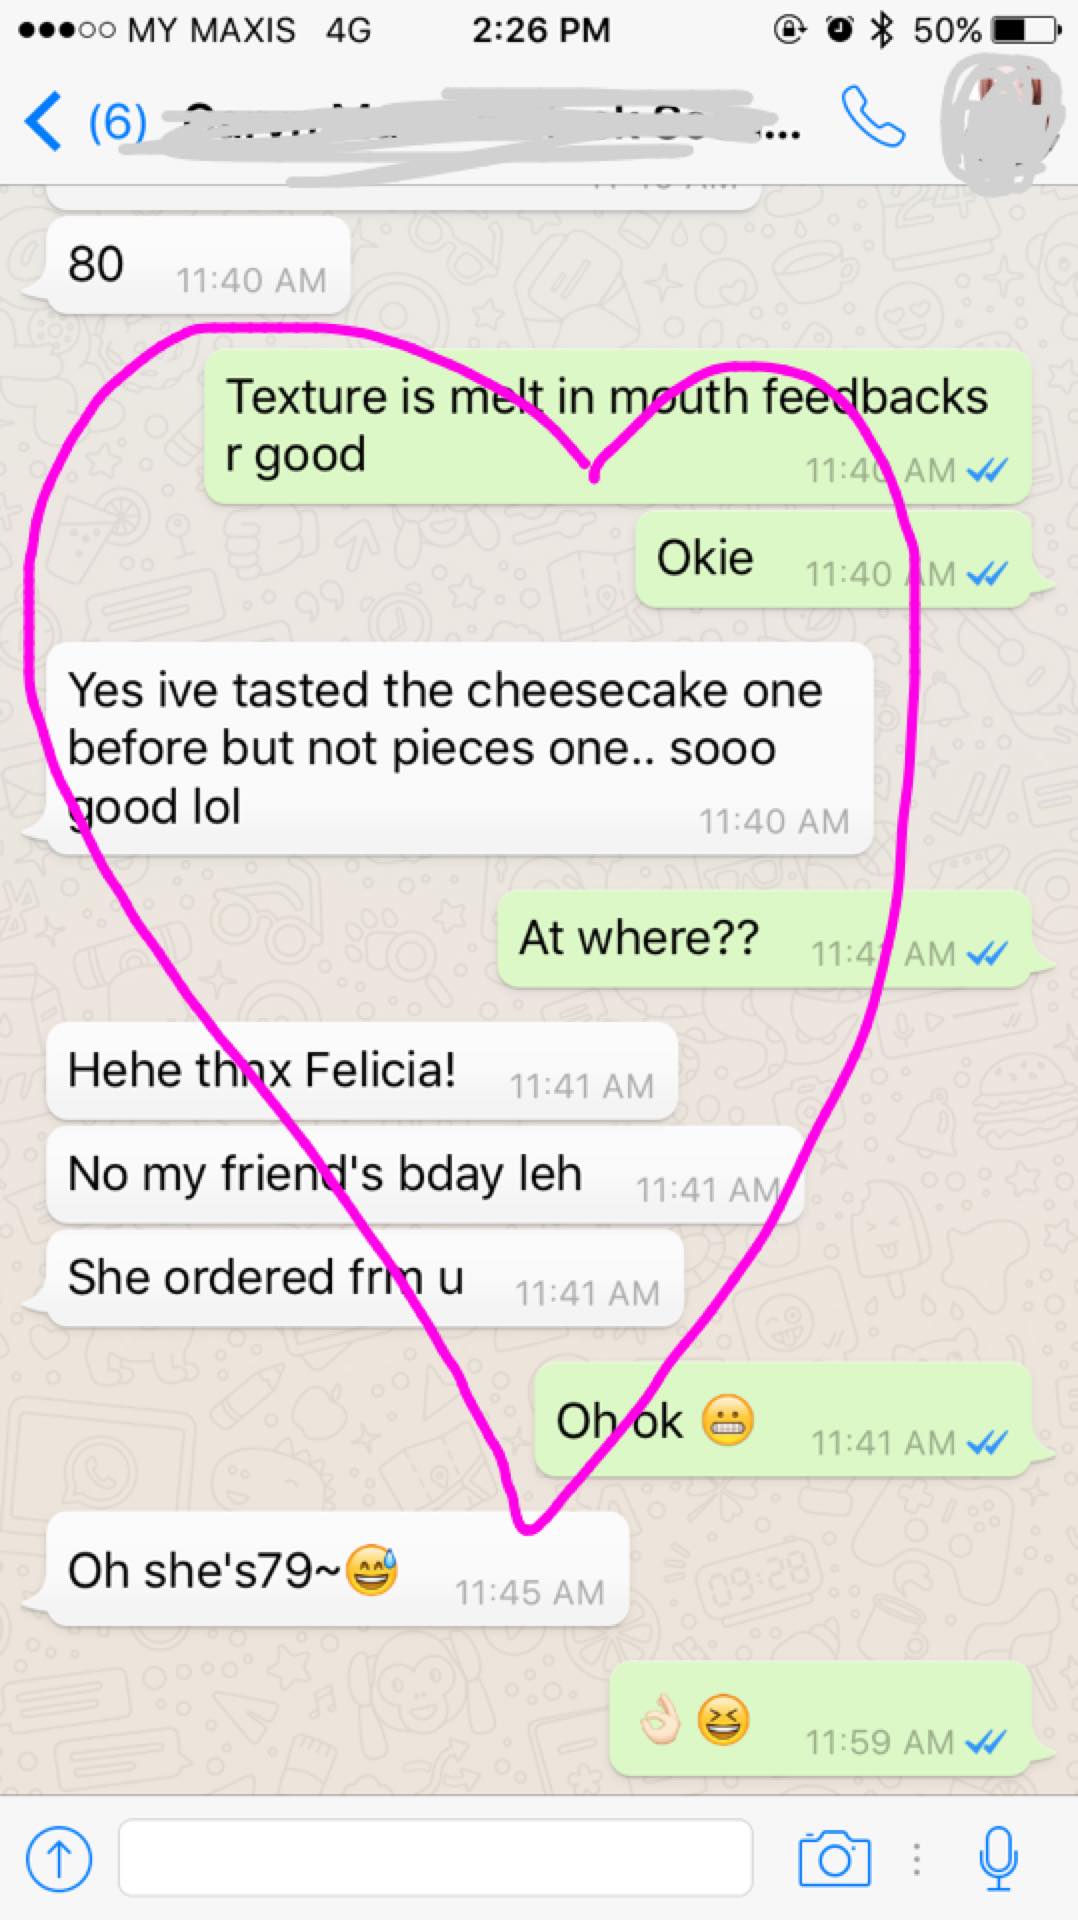 MY MAXIS 4G 2:26 PM 50%
(6)
80 11:40 AM
Texture is melt in mouth feedbacks
r good 11:40 AM
Okie 11:40 AM
Yes ive tasted the cheesecake one
before but not pieces one.. sooo
good lol 11:40 AM
At where?? 11:41 AM
Hehe thnx Felicia! 11:41 AM
No my friend's bday leh 11:41 AM
She ordered frm u 11:41 AM
Oh ok 😬 11:41 AM
Oh she's79~😅 11:45 AM
👌🏻😆 11:59 AM